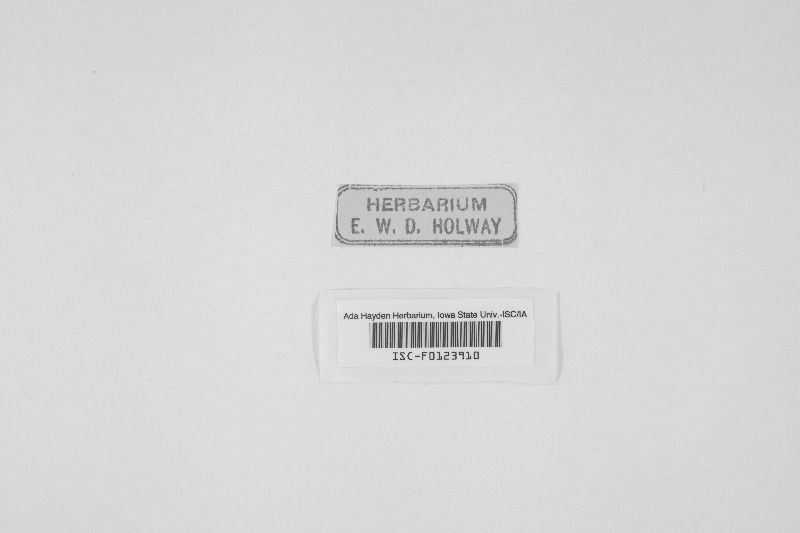 HERBARIUM
E. W. D. HOLWAY
Ada Hayden Herbarium, Iowa State Univ.-ISC/IA
ISC-F0123910